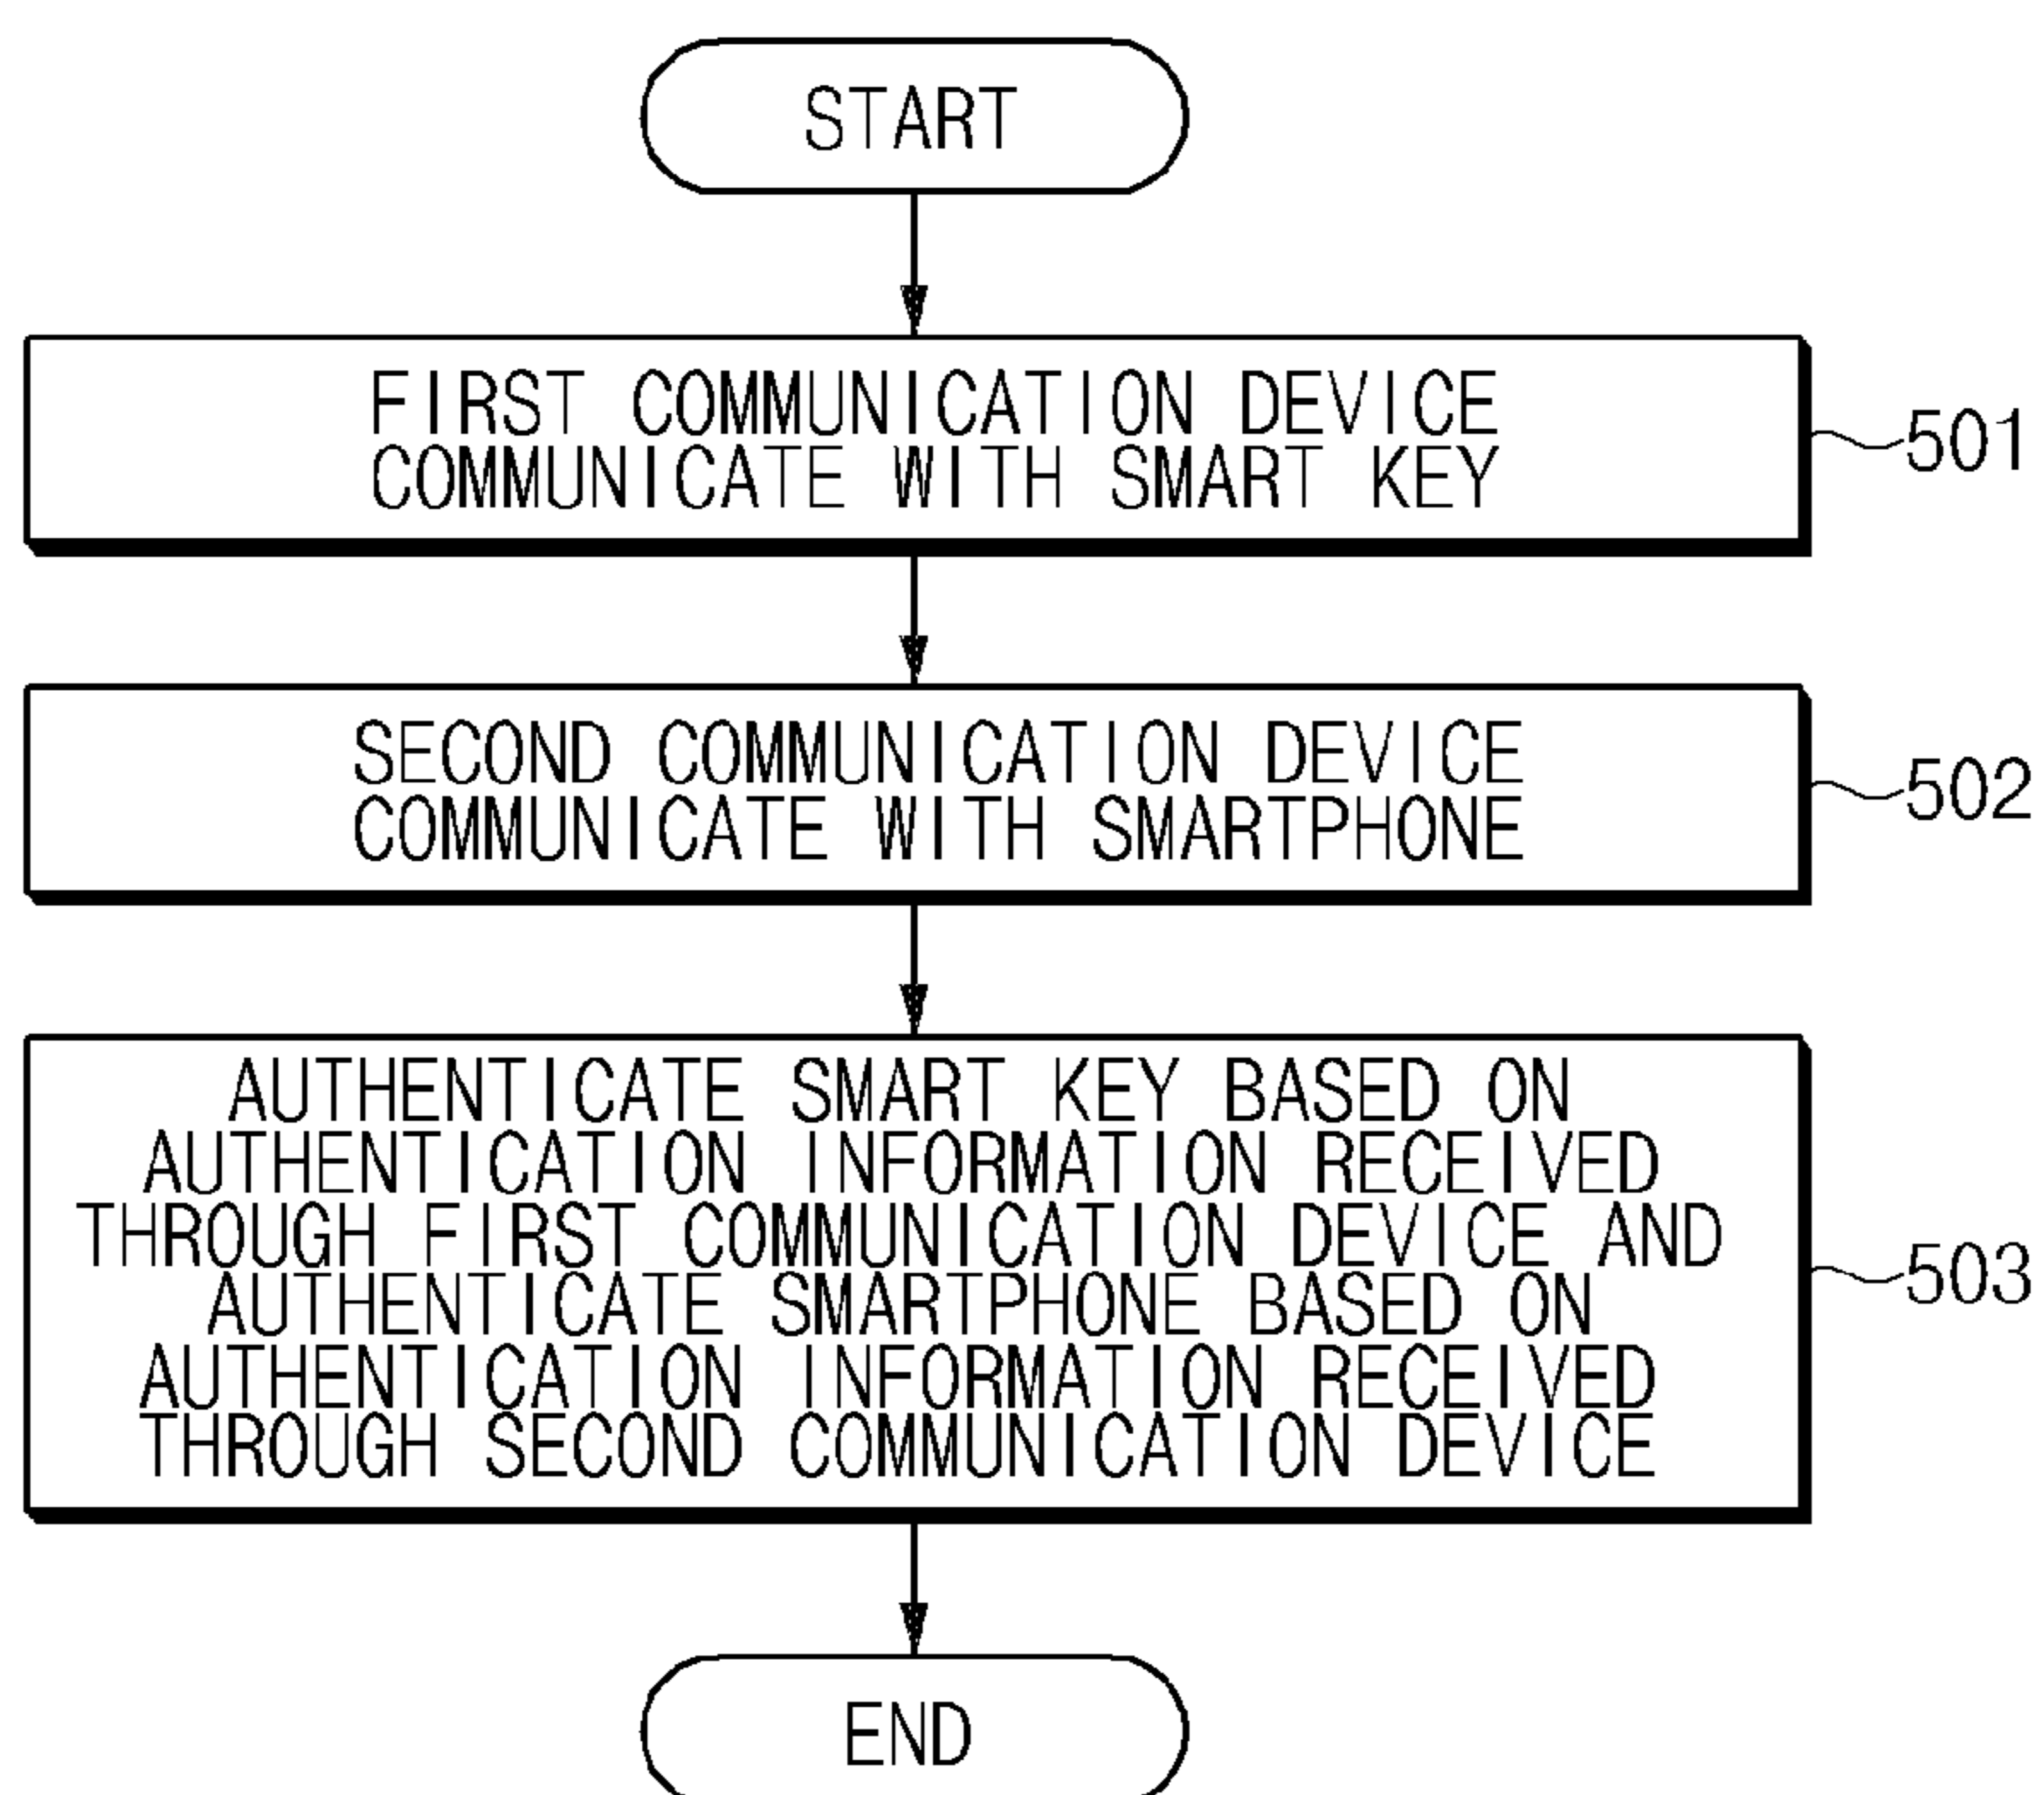 START
FIRST COMMUNICATION DEVICE
COMMUNICATE WITH SMART KEY
501
SECOND COMMUNICATION DEVICE
COMMUNICATE WITH SMARTPHONE
502
AUTHENTICATE SMART KEY BASED ON
AUTHENTICATION INFORMATION RECEIVED
THROUGH FIRST COMMUNICATION DEVICE AND
AUTHENTICATE SMARTPHONE BASED ON
AUTHENTICATION INFORMATION RECEIVED
THROUGH SECOND COMMUNICATION DEVICE
503
END